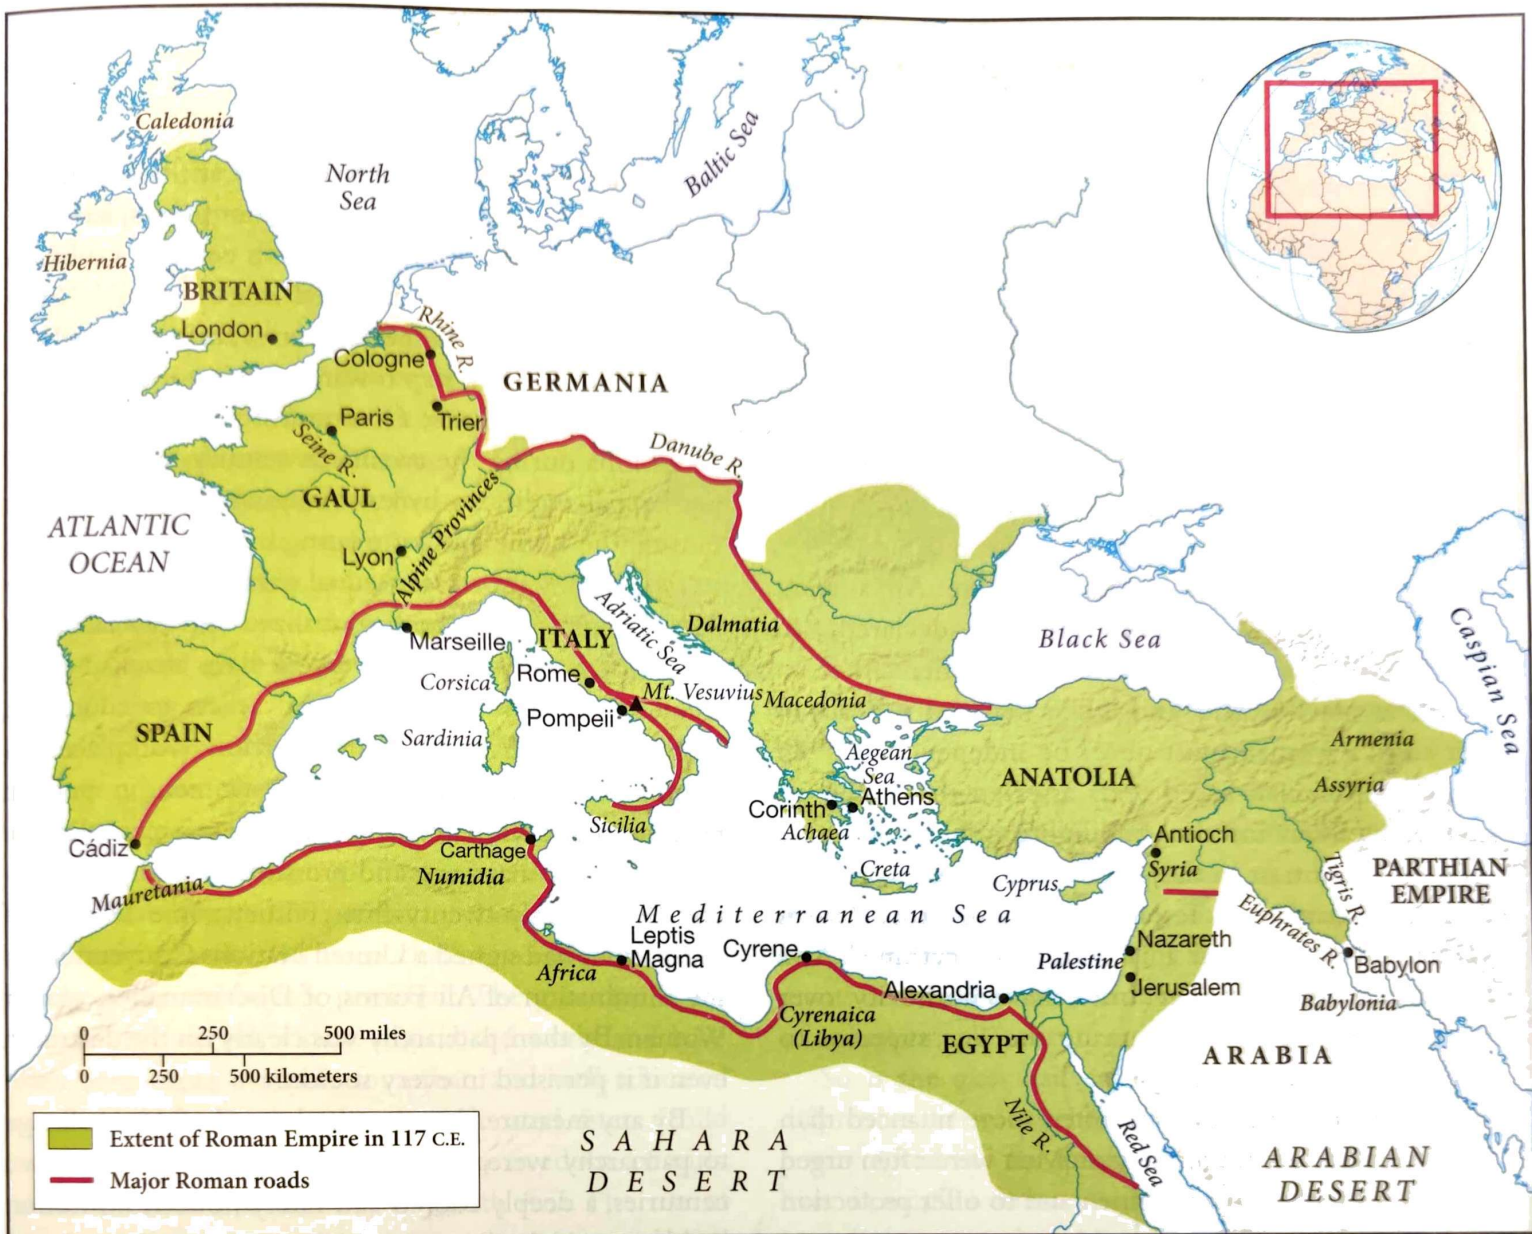 Caledonia
North
Sea
Baltic Sea
Hibernia
BRITAIN
London
Rhine R.
Cologne
GERMANIA
Paris
Trier
Seine R.
Danube R.
GAUL
ATLANTIC
OCEAN
Lyon
Alpine Provinces
Adriatic Sea
Dalmatia
Black Sea
Caspian Sea
Marseille
ITALY
Corsica
Rome
Mt. Vesuvius
Macedonia
Pompeii
SPAIN
Sardinia
Aegean
Sea
ANATOLIA
Armenia
Assyria
Corinth
Athens
Achaea
Sicilia
Cádiz
Carthage
Numidia
Antioch
Syria
Creta
Cyprus
Tigris R.
PARTHIAN
EMPIRE
Mauretania
Mediterranean Sea
Euphrates R.
Leptis
Magna
Cyrene
Nazareth
Palestine
Babylon
Africa
Alexandria
Jerusalem
Babylonia
Cyrenaica
(Libya)
EGYPT
ARABIA
0 250 500 miles
0 250 500 kilometers
Nile R.
Red Sea
SAHARA
DESERT
ARABIAN
DESERT
Extent of Roman Empire in 117 C.E.
Major Roman roads